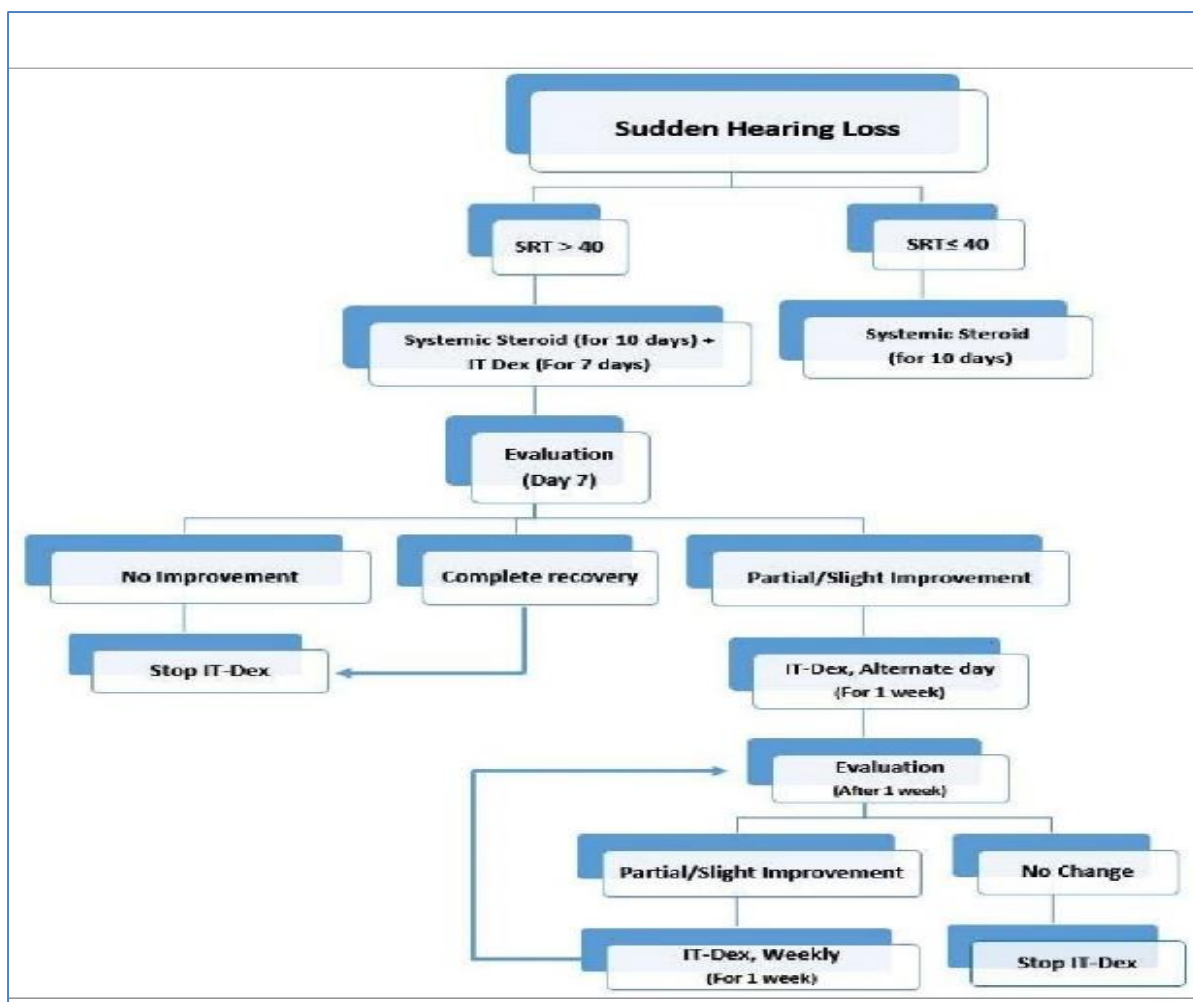 Sudden Hearing Loss
SRT > 40
SRT≤ 40
Systemic Steroid (for 10 days) +
IT Dex (For 7 days)
Systemic Steroid
(for 10 days)
Evaluation
(Day 7)
No Improvement
Complete recovery
Partial/Slight Improvement
Stop IT-Dex
IT-Dex, Alternate day
(For 1 week)
Evaluation
(After 1 week)
Partial/Slight Improvement
No Change
IT-Dex, Weekly
(For 1 week)
Stop IT-Dex